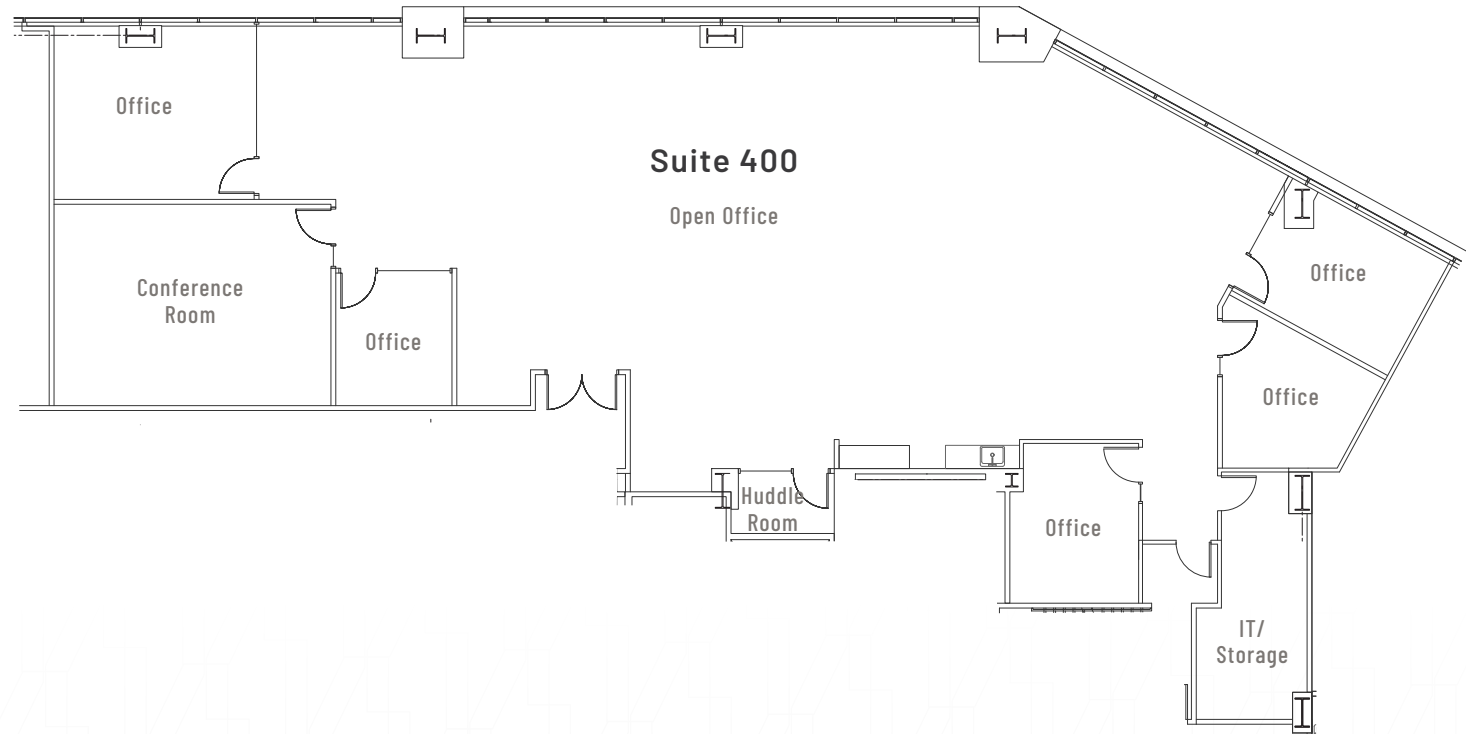 Office
Suite 400
Open Office
Office
Conference
Room
Office
Office
Huddle
Room
Office
IT/
Storage